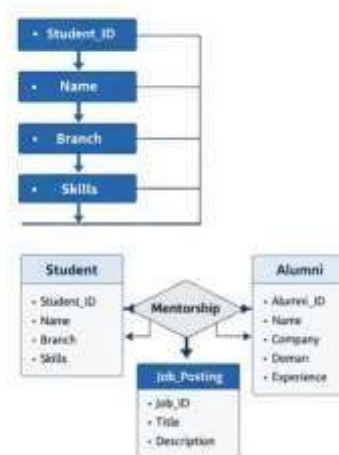 • Student_ID
• Name
• Branch
• Skills
Student
• Student_ID
• Name
• Branch
• Skills
Mentorship
Alumni
• Alumni_ID
• Name
• Company
• Doman
• Experience
Job_Posting
• Job_ID
• Title
• Description